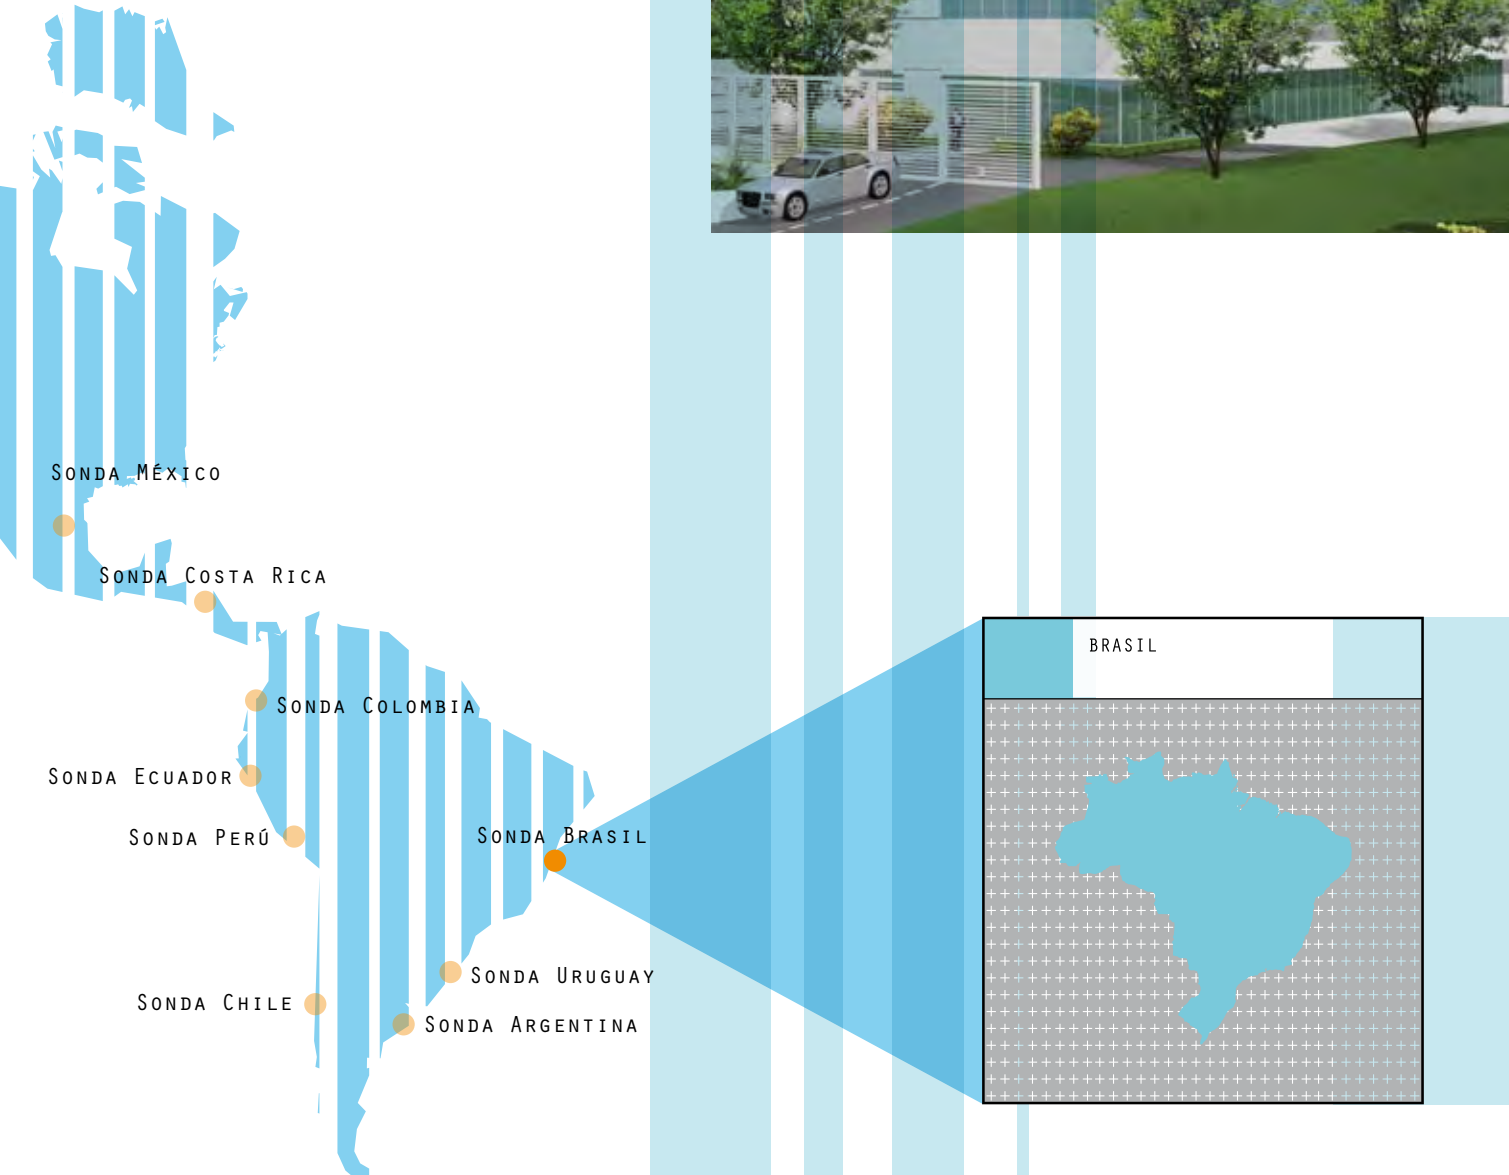 Sonda México
Sonda Costa Rica
BRASIL
Sonda Colombia
Sonda Ecuador
Sonda Perú
Sonda Brasil
Sonda Uruguay
Sonda Chile
Sonda Argentina